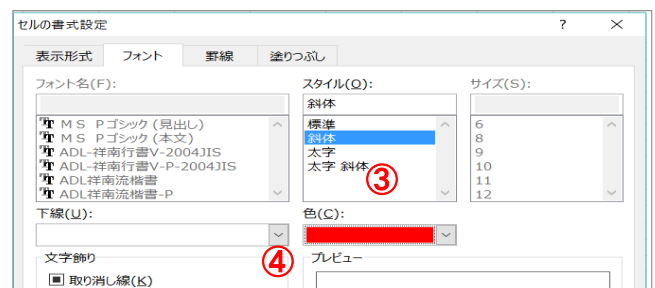 セルの書式設定 ? ×
表示形式 フォント 罫線 塗りつぶし
フォント名(F): スタイル(O): サイズ(S):
斜体
ＭＳ Ｐゴシック (見出し) 標準 6
ＭＳ Ｐゴシック (本文) 斜体 8
ADL-祥南行書V-2004JIS 太字 9
ADL-祥南行書V-P-2004JIS 太字 斜体 10
ADL祥南流楷書 ③ 11
ADL祥南流楷書-P 12
下線(U): 色(C):
④
文字飾り プレビュー
取り消し線(K)